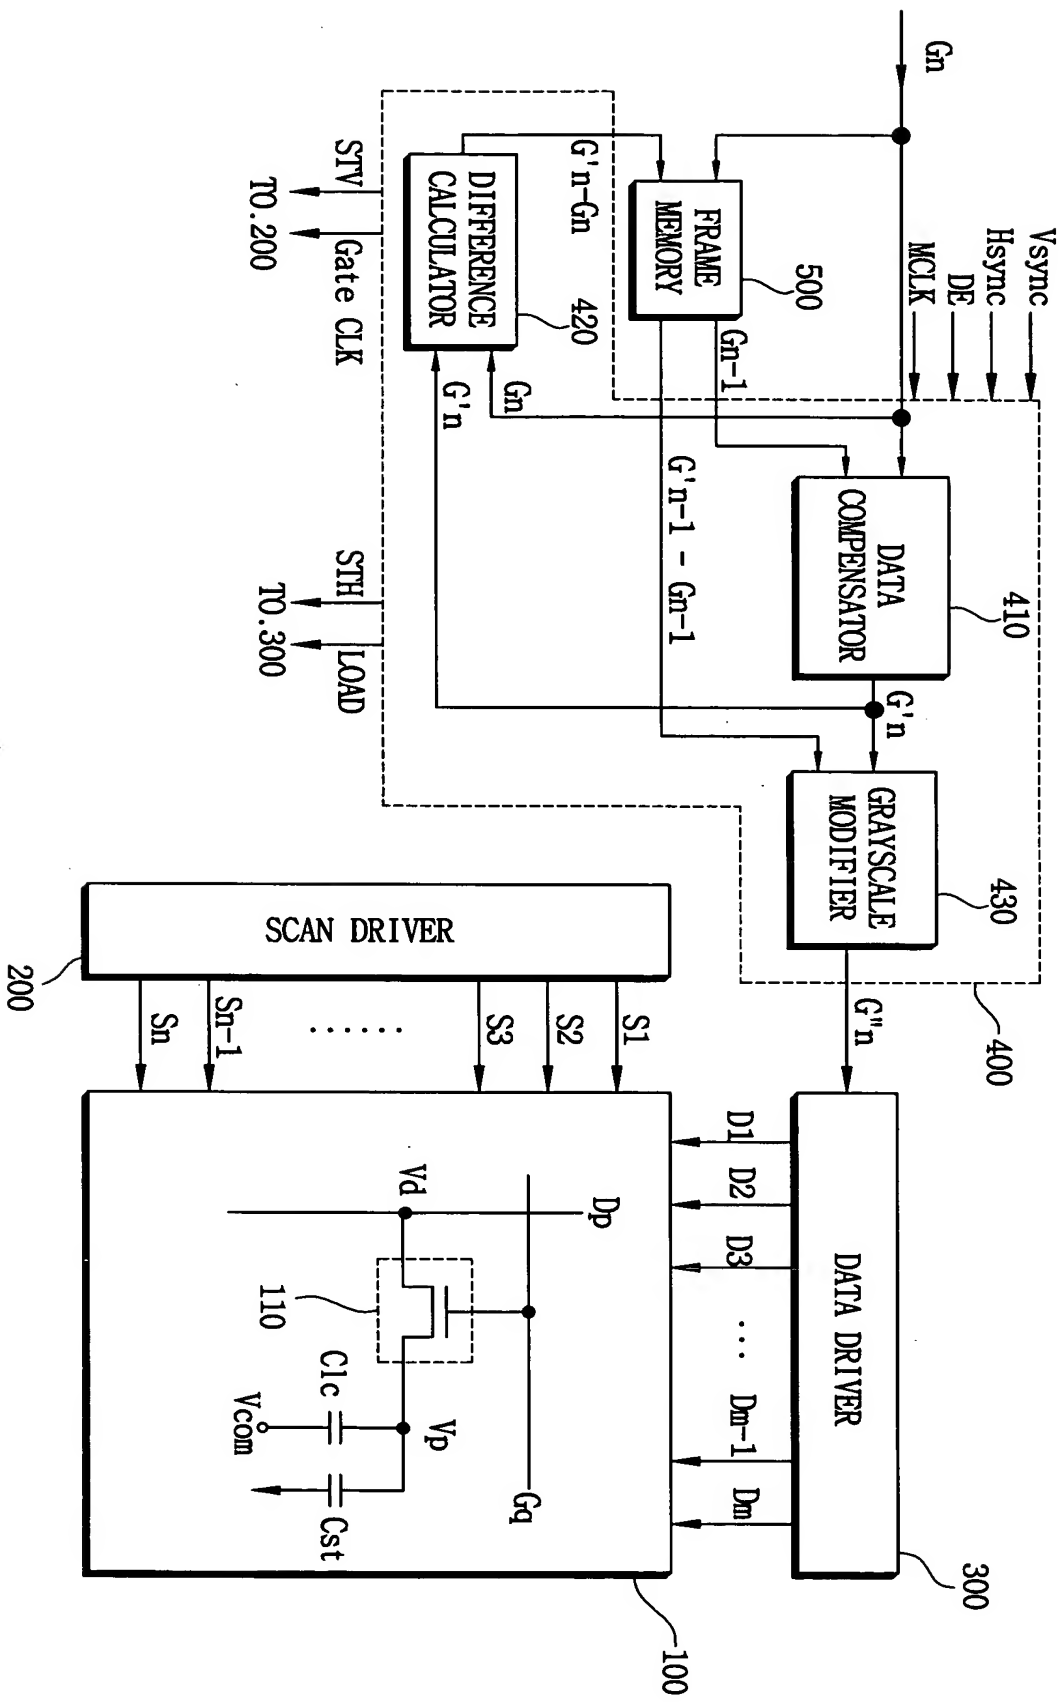 Gn
Vsync
Hsync
DE
MCLK
FRAME
MEMORY
500
Gn-1
G'n-Gn
DIFFERENCE
CALCULATOR
420
Gn
G'n
G'n-1 - Gn-1
DATA
COMPENSATOR
410
G'n
GRAYSCALE
MODIFIER
430
G"n
400
STV
Gate CLK
TO.200
STH
LOAD
TO.300
DATA DRIVER
300
SCAN DRIVER
200
S1
S2
S3
......
Sn-1
Sn
D1
D2
D3
...
Dm-1
Dm
Dp
Vd
110
Gq
Vp
Clc
Cst
Vcom
100